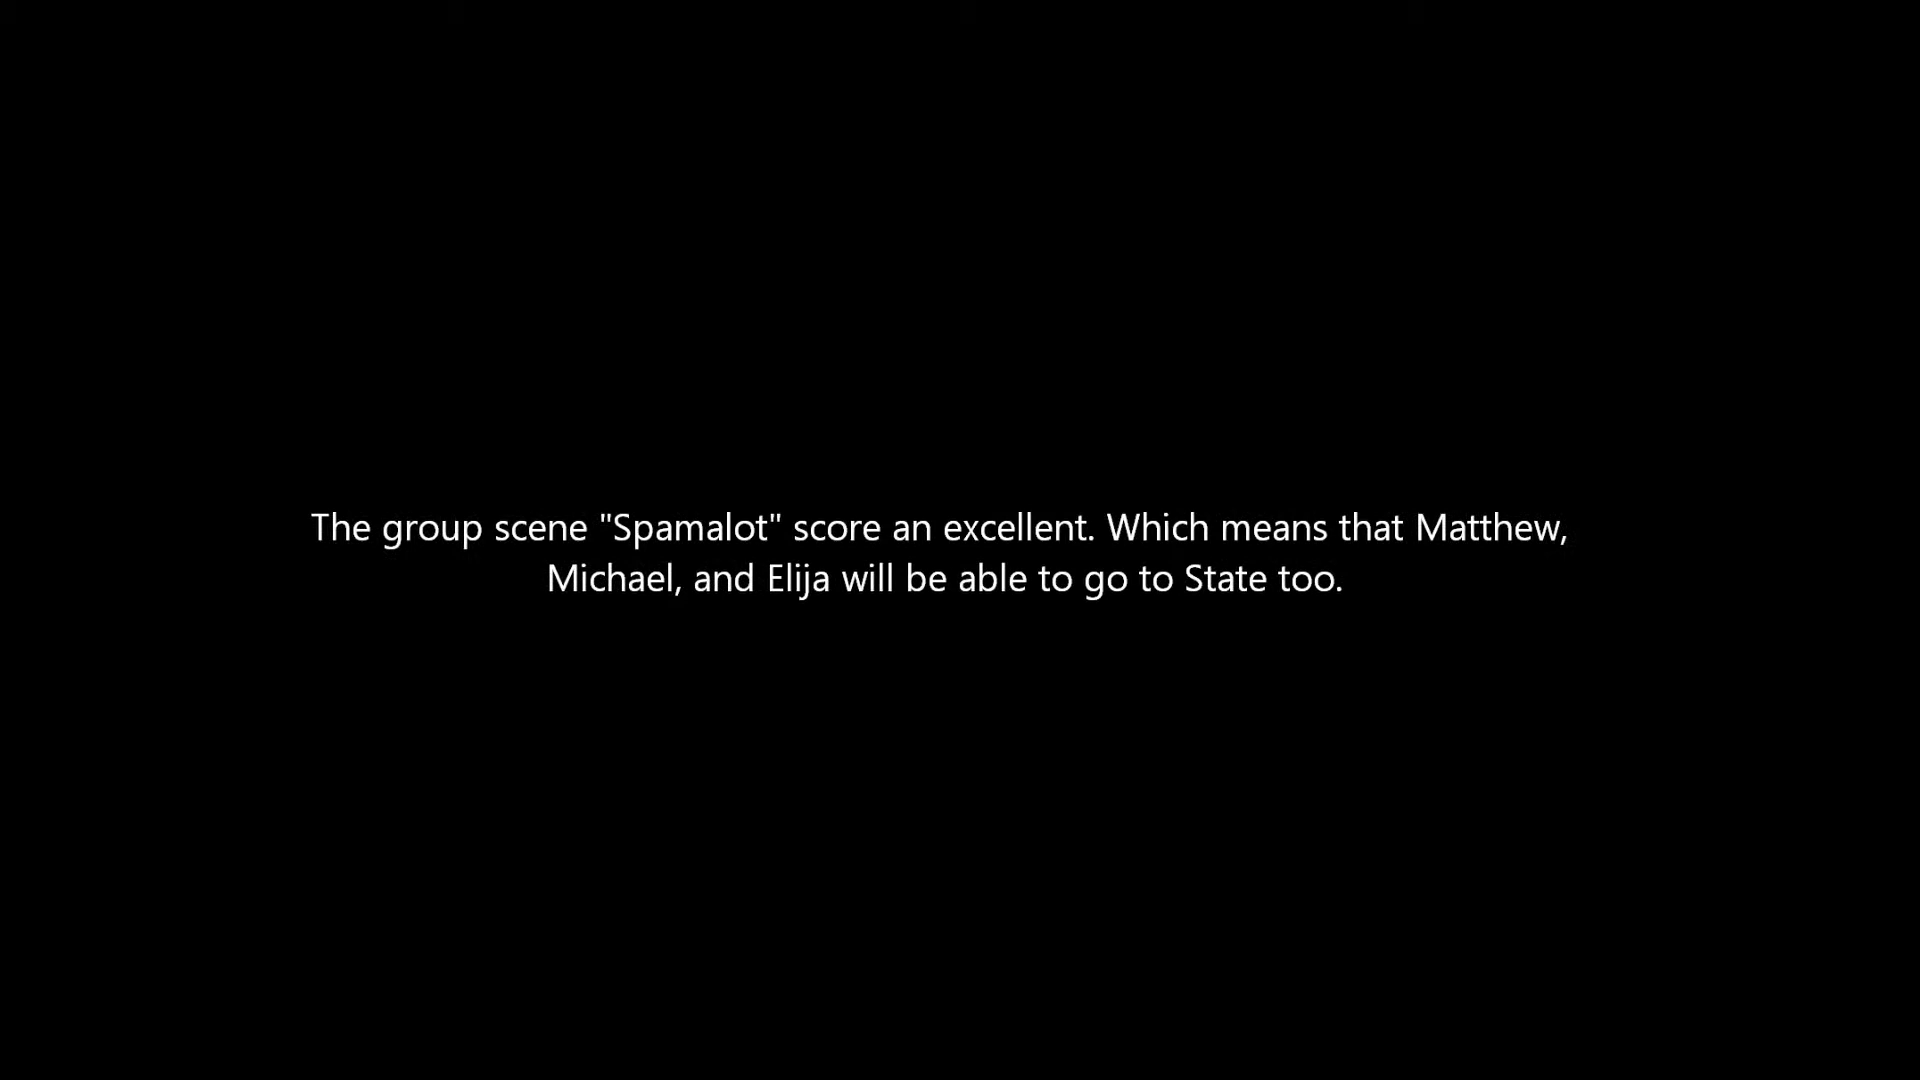 The group scene "Spamalot" score an excellent. Which means that Matthew,
Michael, and Elija will be able to go to State too.